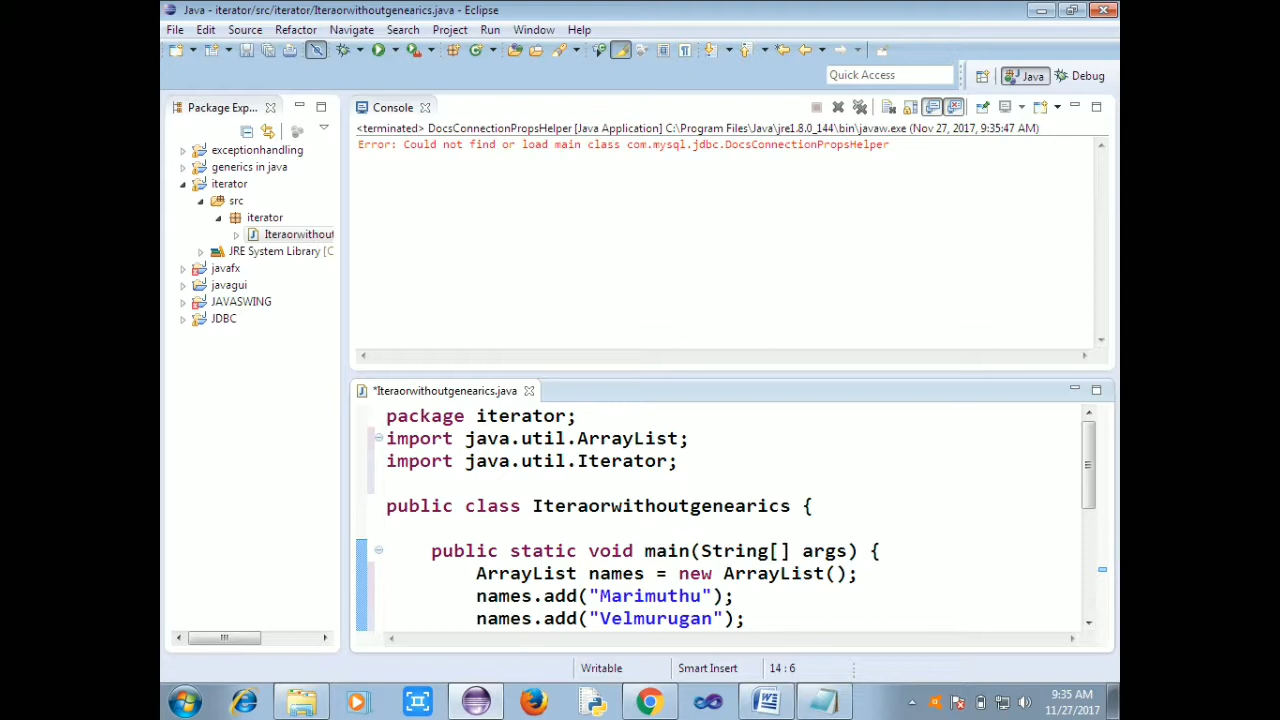 Java - iterator/src/iterator/Iteraorwithoutgenearics.java - Eclipse
File Edit Source Refactor Navigate Search Project Run Window Help
Quick Access
Java
Debug
Package Exp...
exceptionhandling
generics in java
iterator
src
iterator
Iteraorwithout
JRE System Library [C
javafx
javagui
JAVASWING
JDBC
Console
<terminated> DocsConnectionPropsHelper [Java Application] C:\Program Files\Java\jre1.8.0_144\bin\javaw.exe (Nov 27, 2017, 9:35:47 AM)
Error: Could not find or load main class com.mysql.jdbc.DocsConnectionPropsHelper
*Iteraorwithoutgenearics.java
package iterator;
import java.util.ArrayList;
import java.util.Iterator;
public class Iteraorwithoutgenearics {
public static void main(String[] args) {
ArrayList names = new ArrayList();
names.add("Marimuthu");
names.add("Velmurugan");
Writable
Smart Insert
14 : 6
9:35 AM
11/27/2017